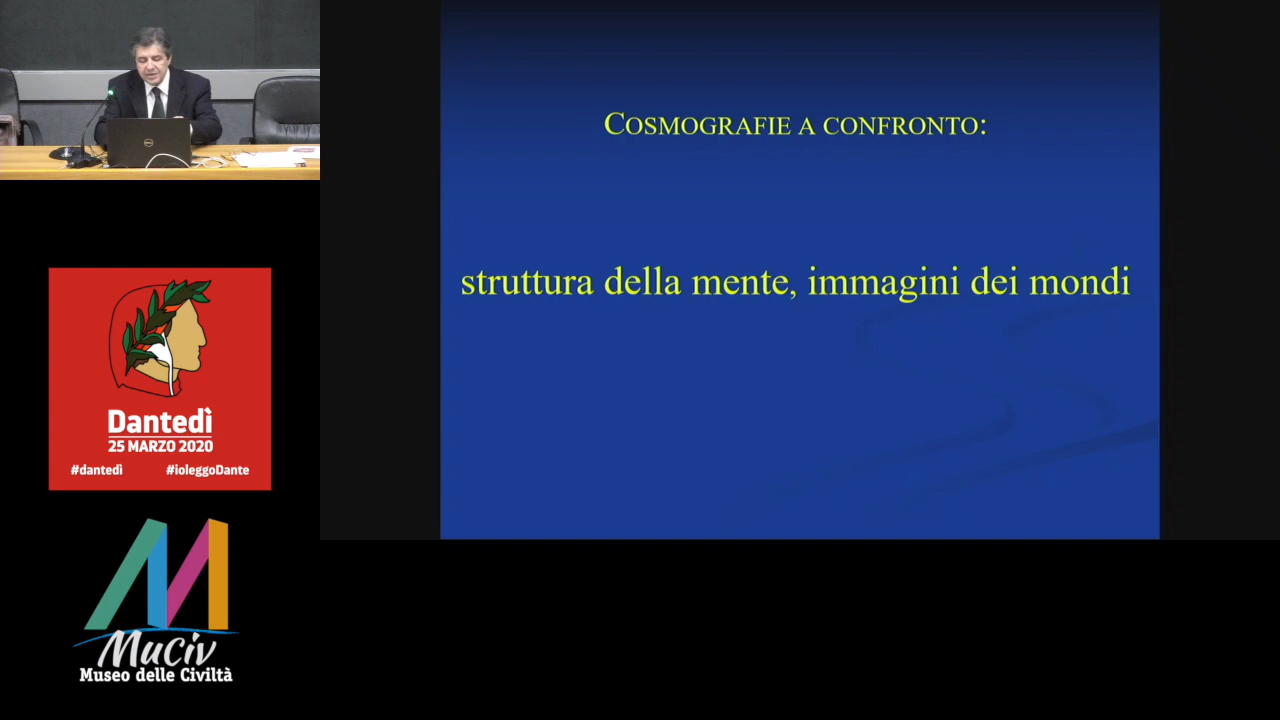 COSMOGRAFIE A CONFRONTO:
struttura della mente, immagini dei mondi
Dantedì
25 MARZO 2020
#dantedì #ioleggoDante
MuCiv
Museo delle Civiltà